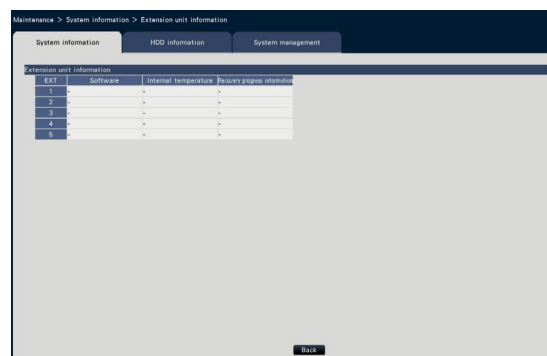 Maintenance > System information > Extension unit information
System information HDD information System management
Extension unit information
EXT Software Internal temperature Recovery progress information
1 - - -
2 - - -
3 - - -
4 - - -
5 - - -
Back